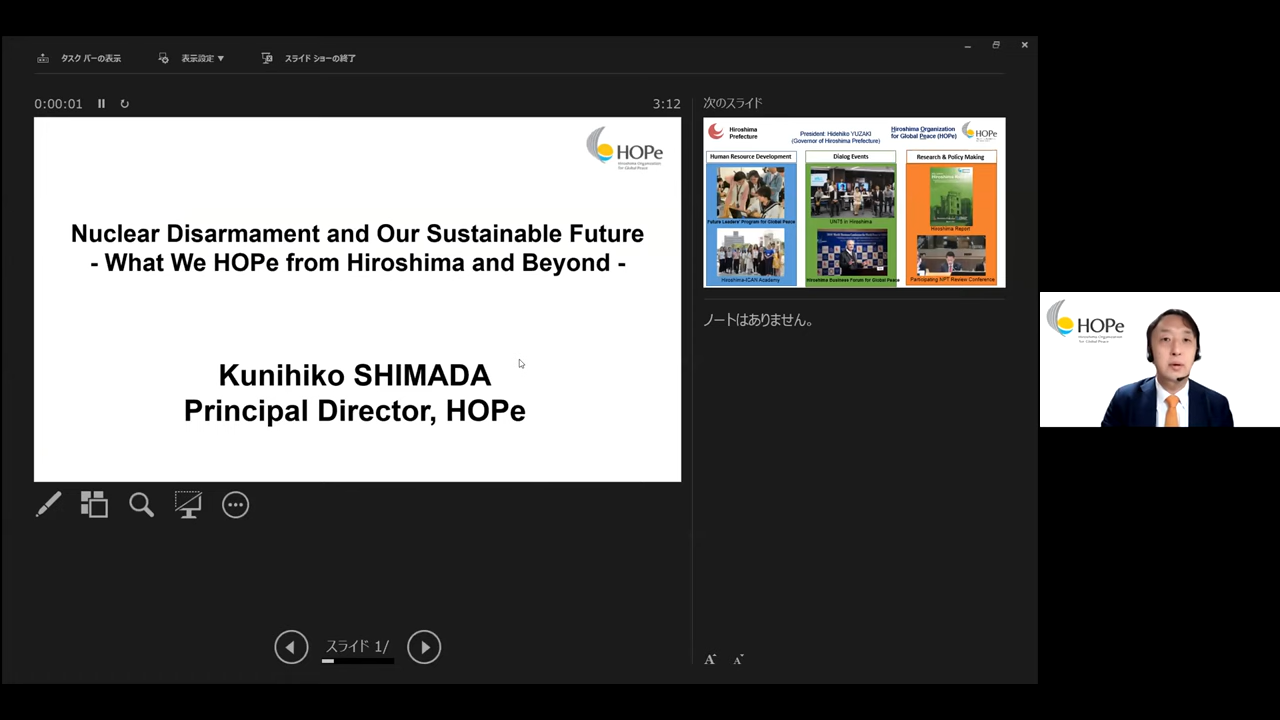 タスク バーの表示
表示設定 ▼
スライド ショーの終了
0:00:01
3:12
次のスライド
HOPe
Hiroshima Organization
for Global Peace
Nuclear Disarmament and Our Sustainable Future
- What We HOPe from Hiroshima and Beyond -
Kunihiko SHIMADA
Principal Director, HOPe
Hiroshima
Prefecture
President: Hidehiko YUZAKI
(Governor of Hiroshima Prefecture)
Hiroshima Organization
for Global Peace (HOPe)
HOPe
Human Resource Development
Dialog Events
Research & Policy Making
Future Leaders' Program for Global Peace
UN75 in Hiroshima
Hiroshima Report
Hiroshima-ICAN Academy
Hiroshima Business Forum for Global Peace
Participating NPT Review Conference
ノートはありません。
HOPe
Hiroshima Organization
for Global Peace
スライド 1/
A
A